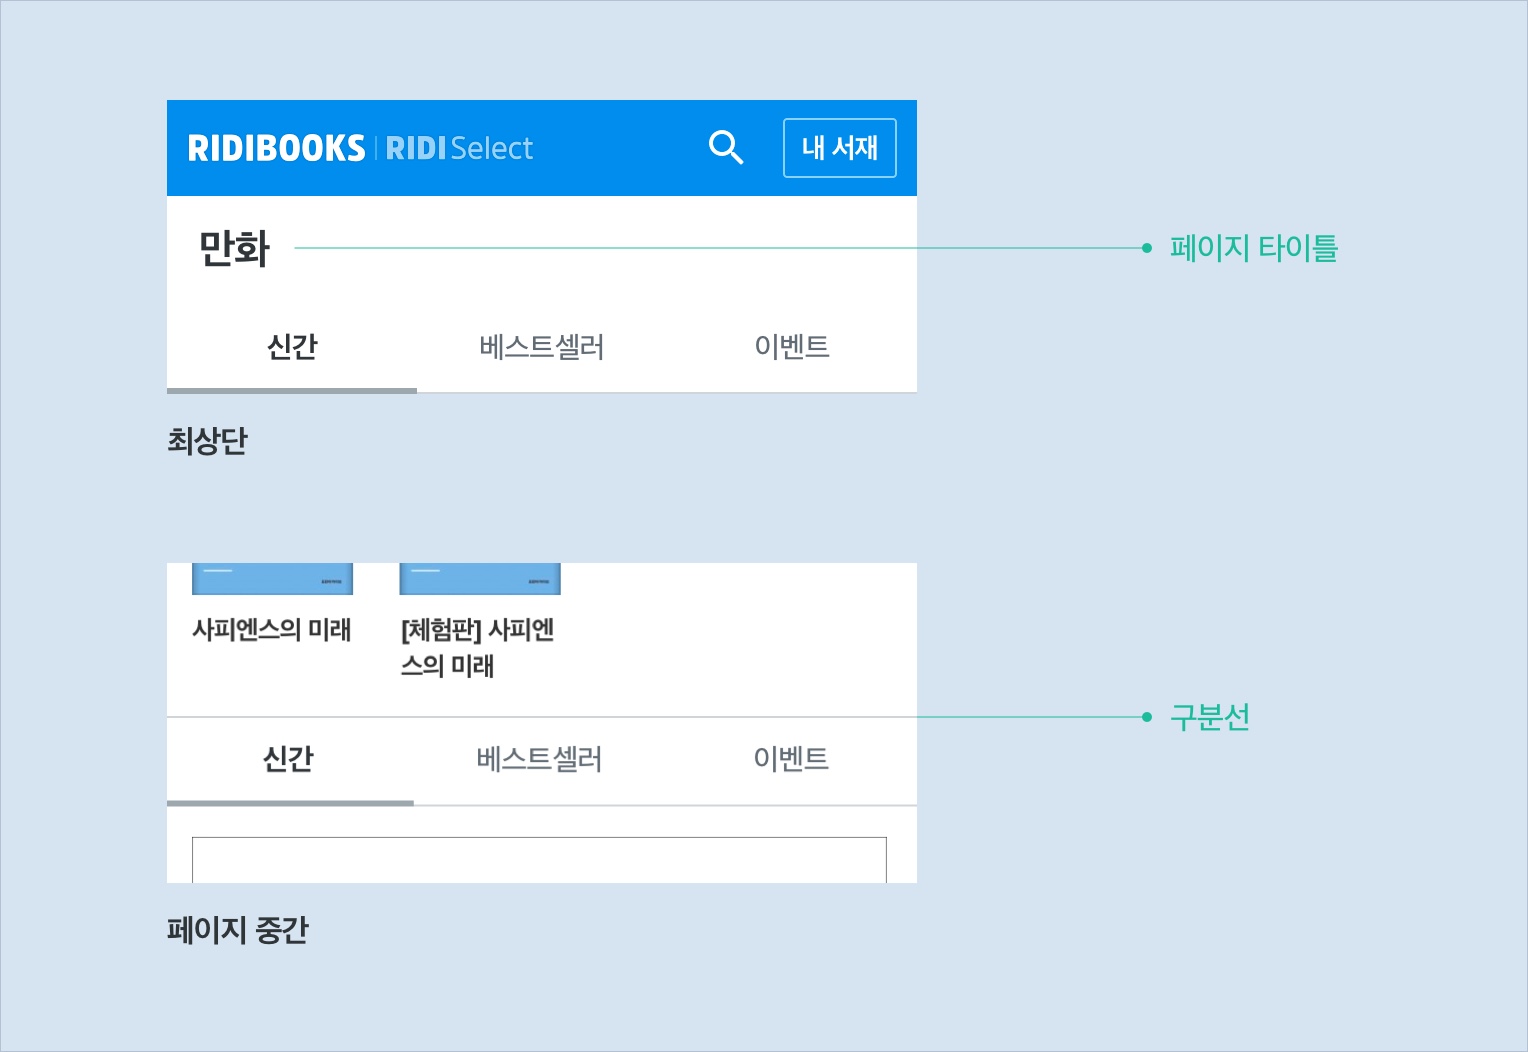 RIDIBOOKS | RIDI Select 내 서재
만화
페이지 타이틀
신간 베스트셀러 이벤트
최상단
사피엔스의 미래
[체험판] 사피엔
스의 미래
구분선
신간 베스트셀러 이벤트
페이지 중간